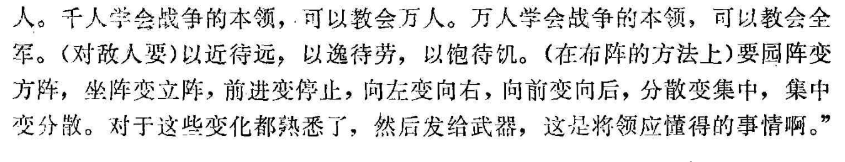 人。千人学会战争的本领，可以教会万人。万人学会战争的本领，可以教会全
军。(对敌人要)以近待远，以逸待劳，以饱待饥。(在布阵的方法上)要园阵变
方阵，坐阵变立阵，前进变停止，向左变向右，向前变向后，分散变集中，集中
变分散。对于这些变化都熟悉了，然后发给武器，这是将领应懂得的事情啊。”